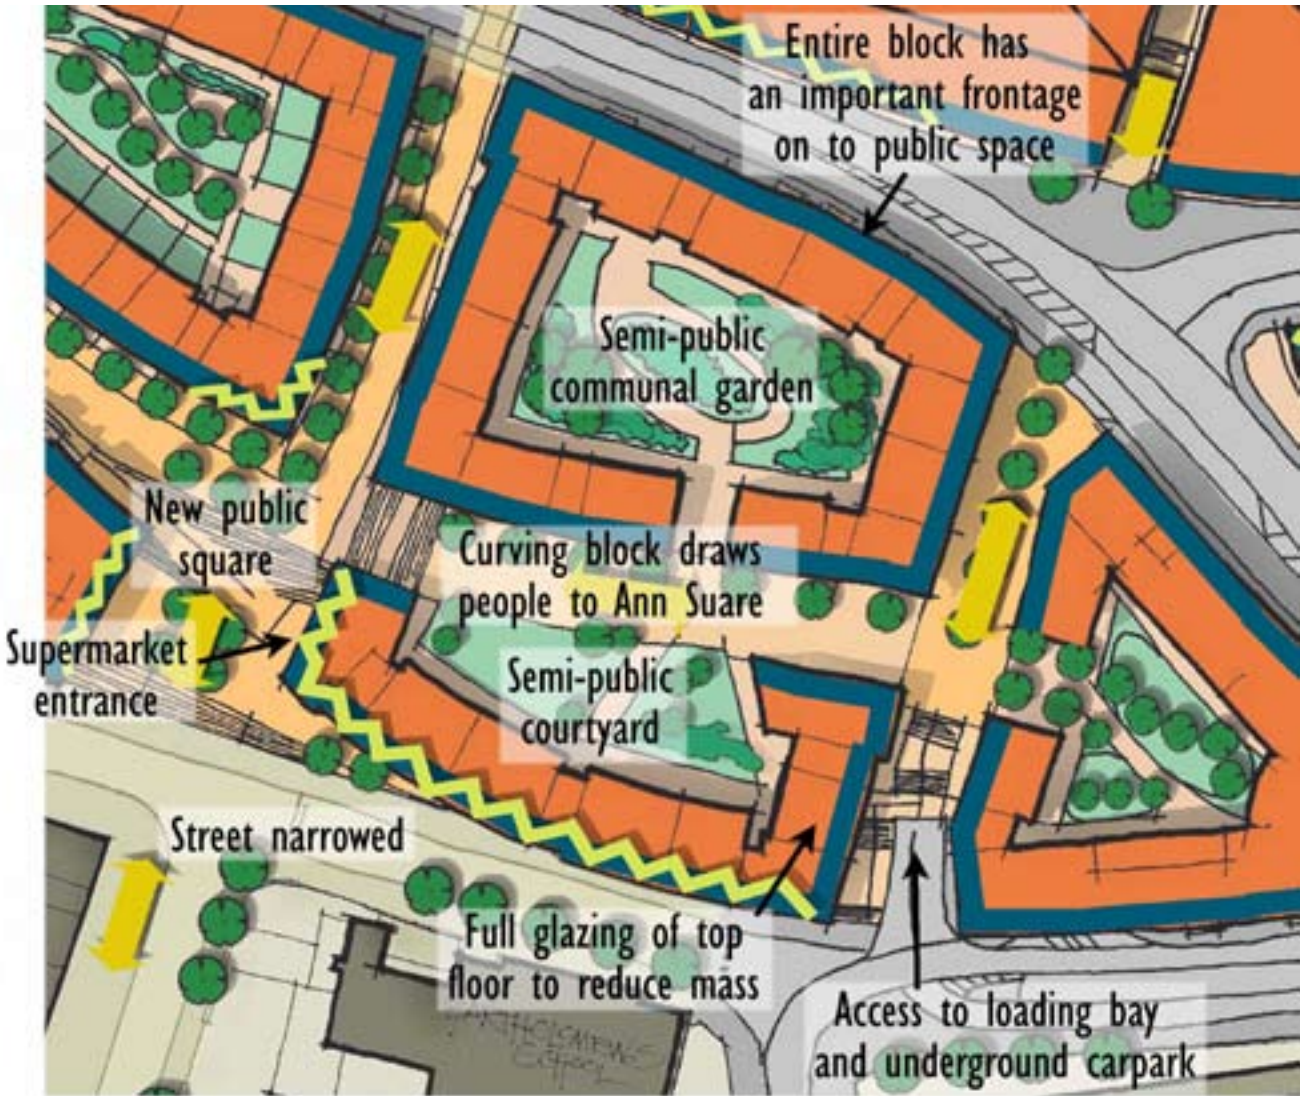 Entire block has
an important frontage
on to public space
Semi-public
communal garden
New public
square
Curving block draws
people to Ann Suare
Supermarket
entrance
Semi-public
courtyard
Street narrowed
Full glazing of top
floor to reduce mass
Access to loading bay
and underground carpark